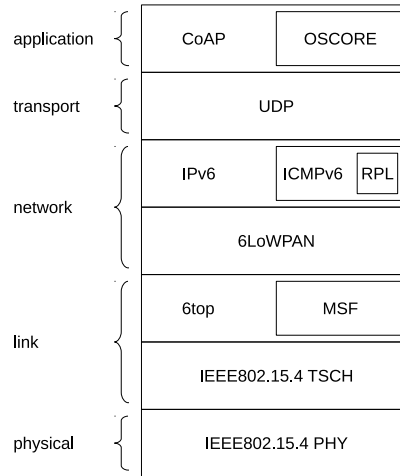 application CoAP OSCORE
transport UDP
IPv6 ICMPv6 RPL
network
6LoWPAN
6top MSF
link
IEEE802.15.4 TSCH
physical IEEE802.15.4 PHY